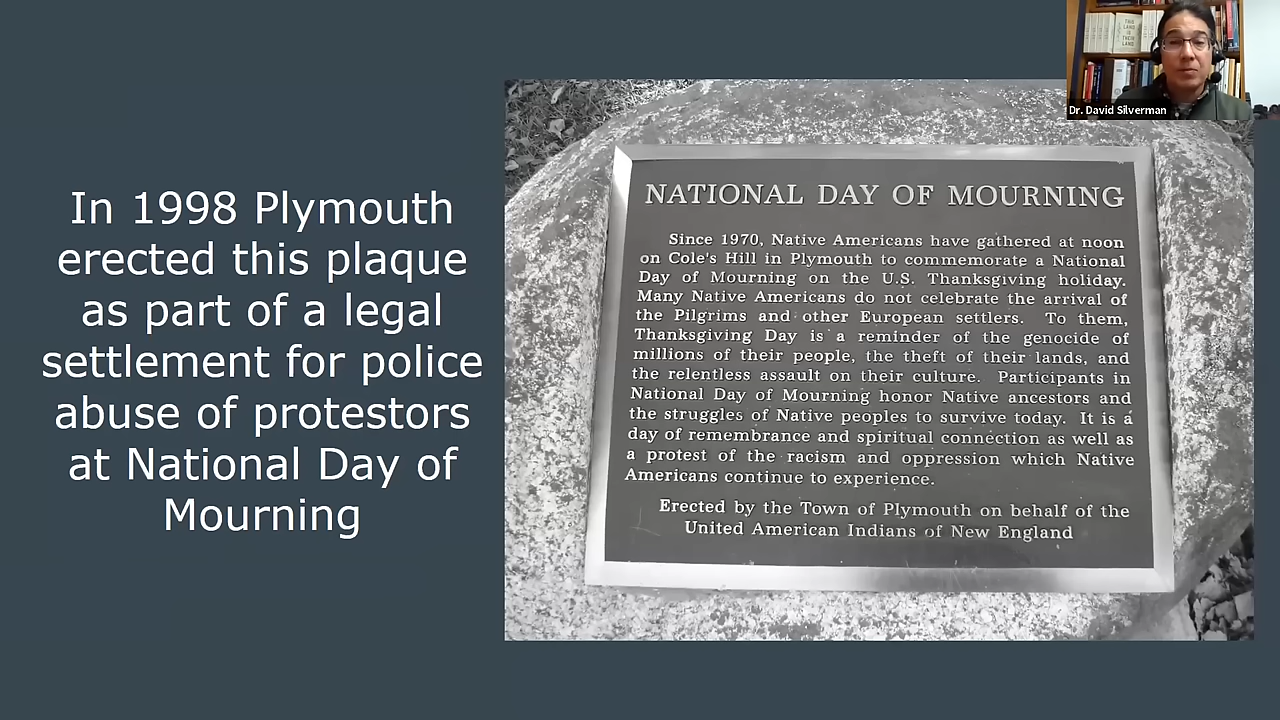 In 1998 Plymouth
erected this plaque
as part of a legal
settlement for police
abuse of protestors
at National Day of
Mourning
NATIONAL DAY OF MOURNING
Since 1970, Native Americans have gathered at noon
on Cole's Hill in Plymouth to commemorate a National
Day of Mourning on the U.S. Thanksgiving holiday.
Many Native Americans do not celebrate the arrival of
the Pilgrims and other European settlers. To them,
Thanksgiving Day is a reminder of the genocide of
millions of their people, the theft of their lands, and
the relentless assault on their culture. Participants in
National Day of Mourning honor Native ancestors and
the struggles of Native peoples to survive today. It is a
day of remembrance and spiritual connection as well as
a protest of the racism and oppression which Native
Americans continue to experience.
Erected by the Town of Plymouth on behalf of the
United American Indians of New England
THIS
LAND
IS
THEIR
LAND
Dr. David Silverman